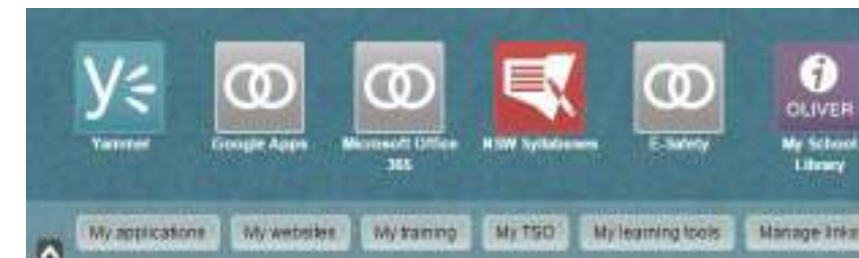 Yammer
Google Apps
Microsoft Office
365
NSW Syllabuses
E-Safety
OLIVER
My School
Library
My applications
My websites
My training
My TSO
My learning tools
Manage links